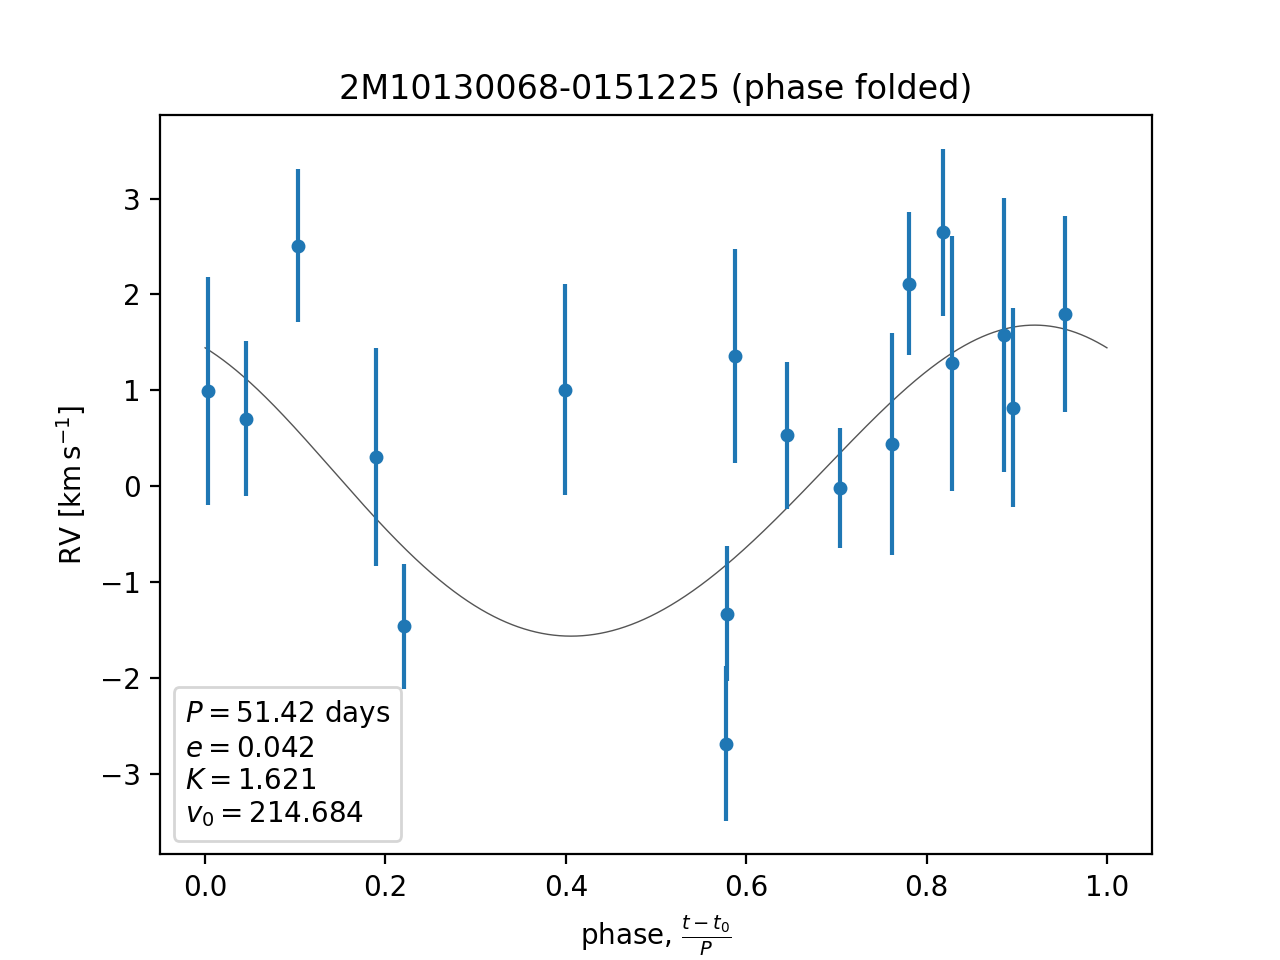 2M10130068-0151225 (phase folded)
RV [km s⁻¹]
3
2
1
0
−1
−2
−3
P = 51.42 days
e = 0.042
K = 1.621
v₀ = 214.684
0.0 0.2 0.4 0.6 0.8 1.0
phase, (t − t₀)/P